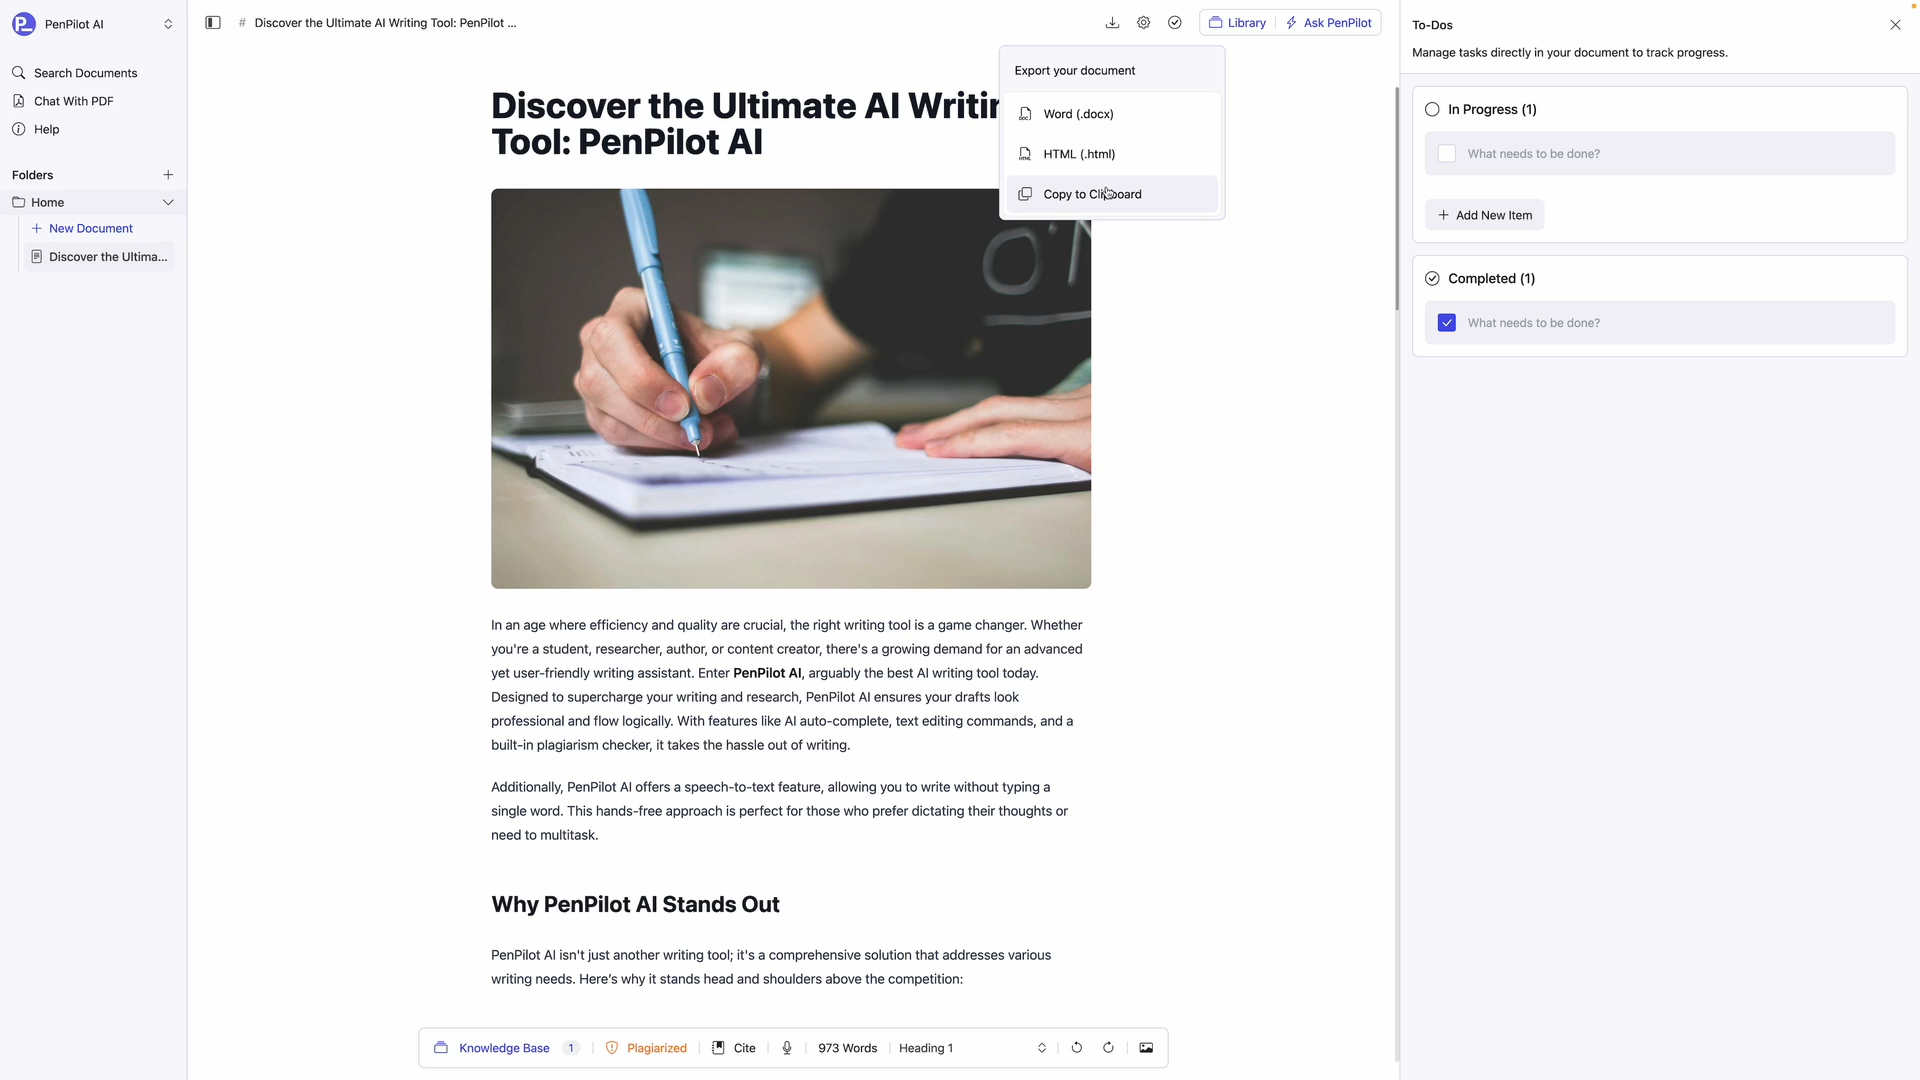 PenPilot AI
Search Documents
Chat With PDF
Help
Folders
Home
New Document
Discover the Ultima...
# Discover the Ultimate AI Writing Tool: PenPilot ...
Library
Ask PenPilot
Export your document
Word (.docx)
HTML (.html)
Copy to Clipboard
Discover the Ultimate AI Writin
Tool: PenPilot AI
In an age where efficiency and quality are crucial, the right writing tool is a game changer. Whether
you're a student, researcher, author, or content creator, there's a growing demand for an advanced
yet user-friendly writing assistant. Enter PenPilot AI, arguably the best AI writing tool today.
Designed to supercharge your writing and research, PenPilot AI ensures your drafts look
professional and flow logically. With features like AI auto-complete, text editing commands, and a
built-in plagiarism checker, it takes the hassle out of writing.
Additionally, PenPilot AI offers a speech-to-text feature, allowing you to write without typing a
single word. This hands-free approach is perfect for those who prefer dictating their thoughts or
need to multitask.
Why PenPilot AI Stands Out
PenPilot AI isn't just another writing tool; it's a comprehensive solution that addresses various
writing needs. Here’s why it stands head and shoulders above the competition:
Knowledge Base 1
Plagiarized
Cite
973 Words
Heading 1
To-Dos
Manage tasks directly in your document to track progress.
In Progress (1)
What needs to be done?
Add New Item
Completed (1)
What needs to be done?